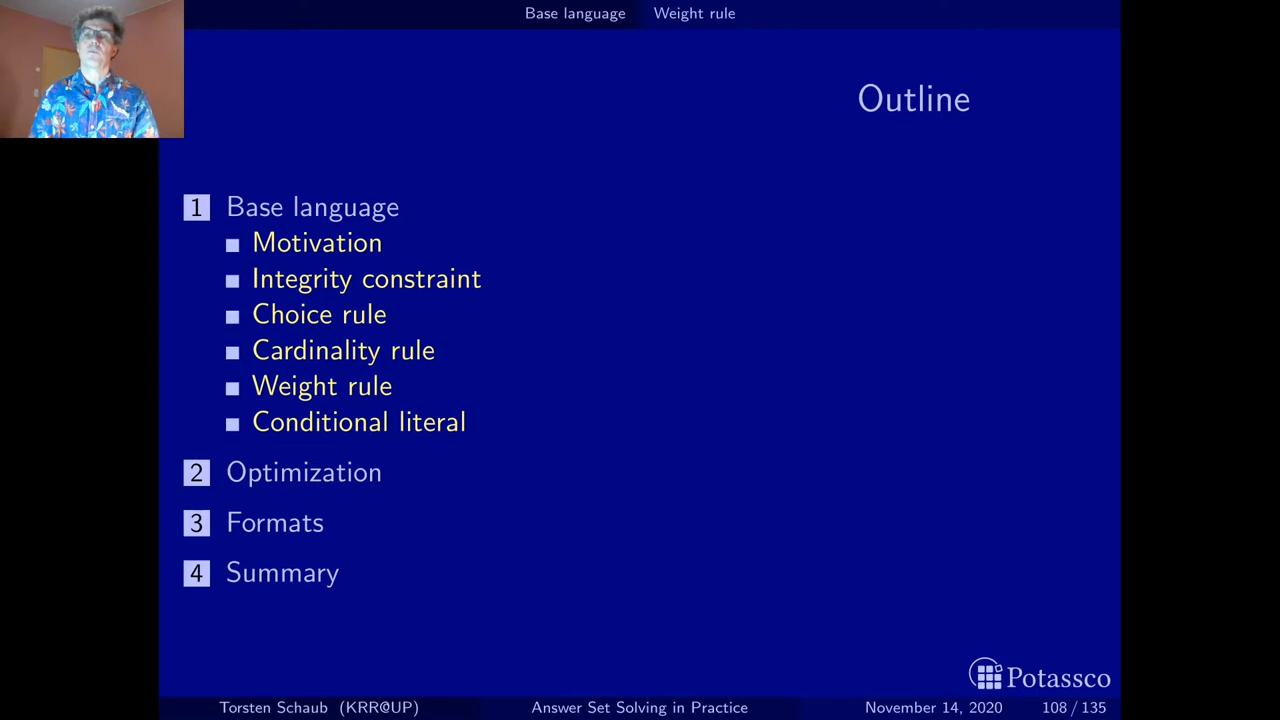 Base language Weight rule
Outline
1 Base language
Motivation
Integrity constraint
Choice rule
Cardinality rule
Weight rule
Conditional literal
2 Optimization
3 Formats
4 Summary
Potassco
Torsten Schaub (KRR@UP) Answer Set Solving in Practice November 14, 2020 108 / 135